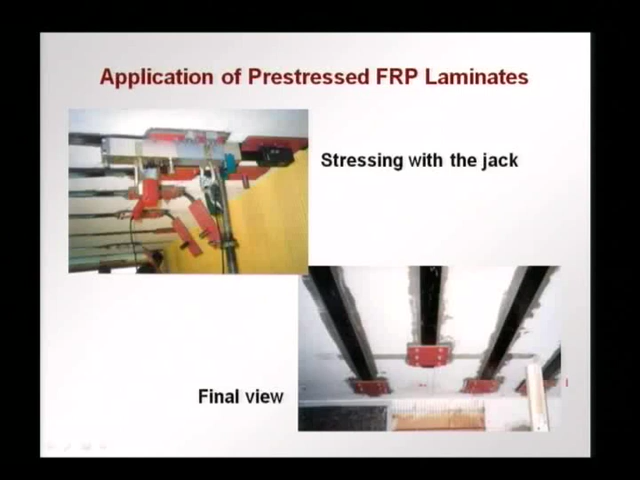 Application of Prestressed FRP Laminates
Stressing with the jack
Final view